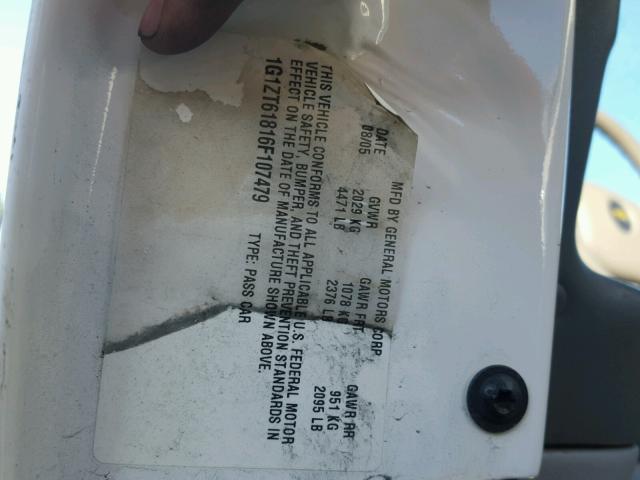 MFD BY GENERAL MOTORS CORP
DATE GVWR GAWR FRT GAWR RR
08/05 2029 KG 1078 KG 951 KG
4471 LB 2376 LB 2095 LB
THIS VEHICLE CONFORMS TO ALL APPLICABLE U.S. FEDERAL MOTOR
VEHICLE SAFETY, BUMPER, AND THEFT PREVENTION STANDARDS IN
EFFECT ON THE DATE OF MANUFACTURE SHOWN ABOVE.
1G1ZT61816F107479 TYPE: PASS CAR